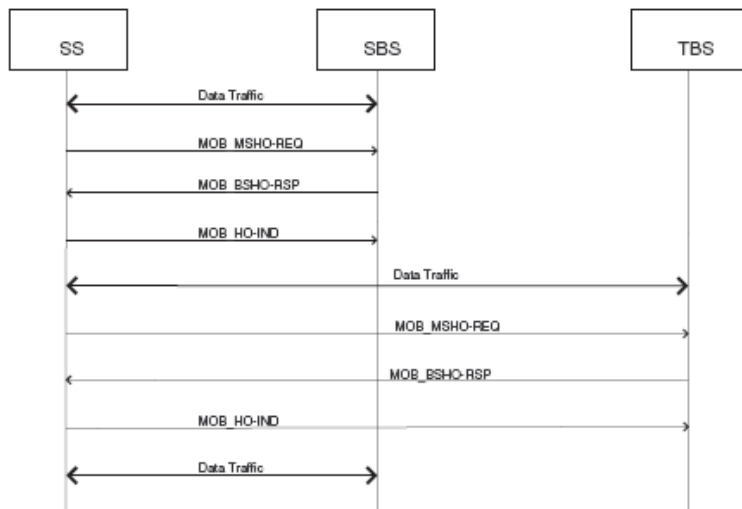 SS
SBS
TBS
Data Traffic
MOB_MSHO-REQ
MOB_BSHO-RSP
MOB_HO-IND
Data Traffic
MOB_MSHO-REQ
MOB_BSHO-RSP
MOB_HO-IND
Data Traffic